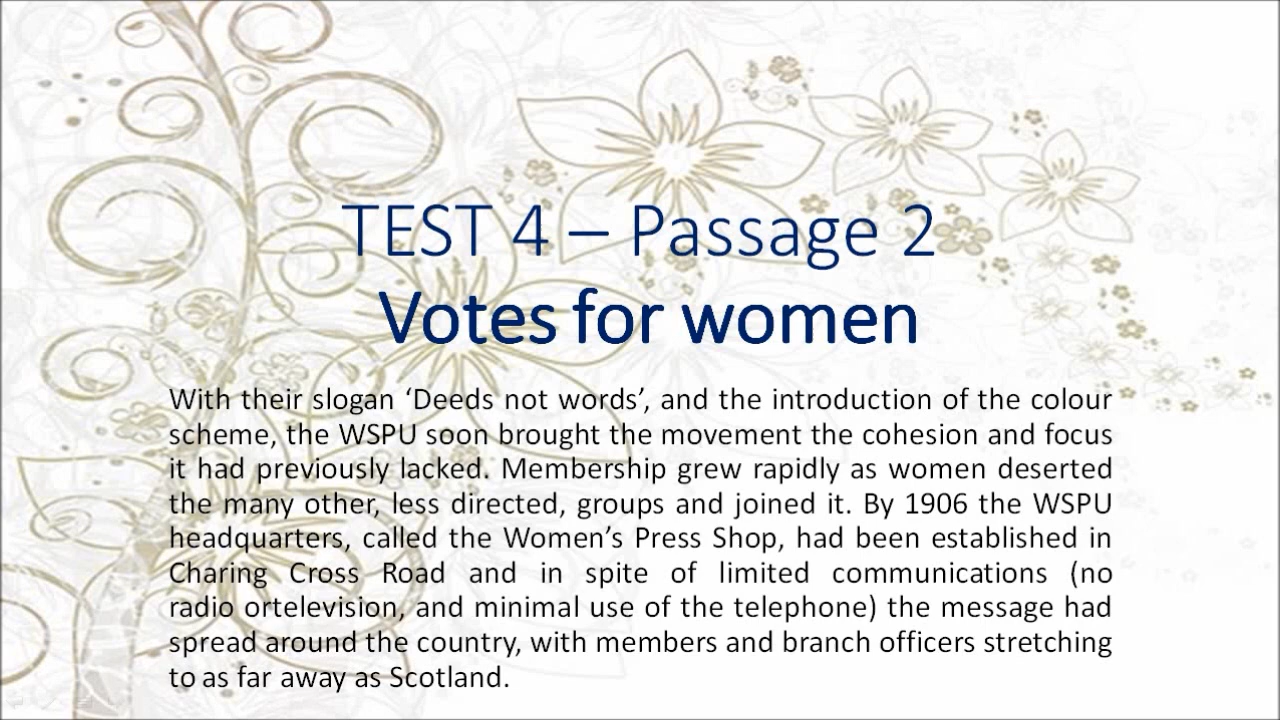 TEST 4 – Passage 2
Votes for women
With their slogan ‘Deeds not words’, and the introduction of the colour
scheme, the WSPU soon brought the movement the cohesion and focus
it had previously lacked. Membership grew rapidly as women deserted
the many other, less directed, groups and joined it. By 1906 the WSPU
headquarters, called the Women’s Press Shop, had been established in
Charing Cross Road and in spite of limited communications (no
radio ortelevision, and minimal use of the telephone) the message had
spread around the country, with members and branch officers stretching
to as far away as Scotland.